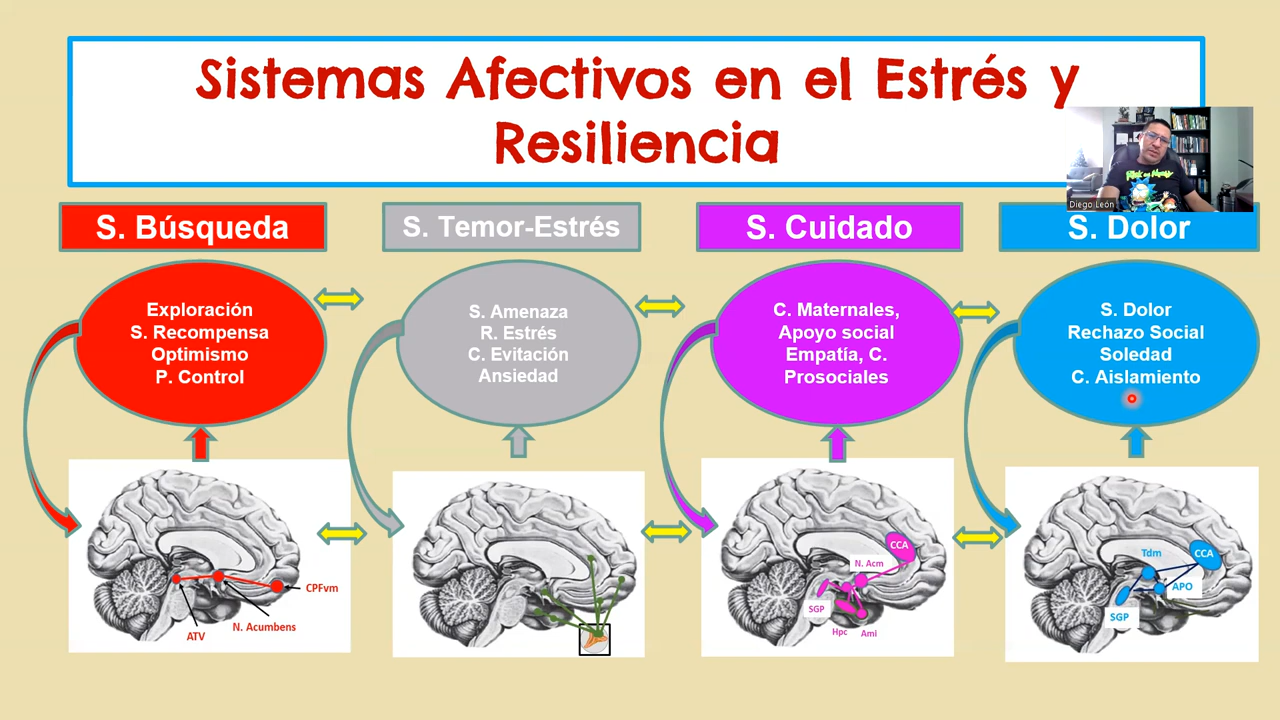 Sistemas Afectivos en el Estrés y
Resiliencia
Diego León
S. Búsqueda
S. Temor-Estrés
S. Cuidado
S. Dolor
Exploración
S. Recompensa
Optimismo
P. Control
S. Amenaza
R. Estrés
C. Evitación
Ansiedad
C. Maternales,
Apoyo social
Empatía, C.
Prosociales
S. Dolor
Rechazo Social
Soledad
C. Aislamiento
CPFvm
N. Acumbens
ATV
CCA
N. Acm
SGP
Hpc
Ami
Tdm
CCA
APO
SGP